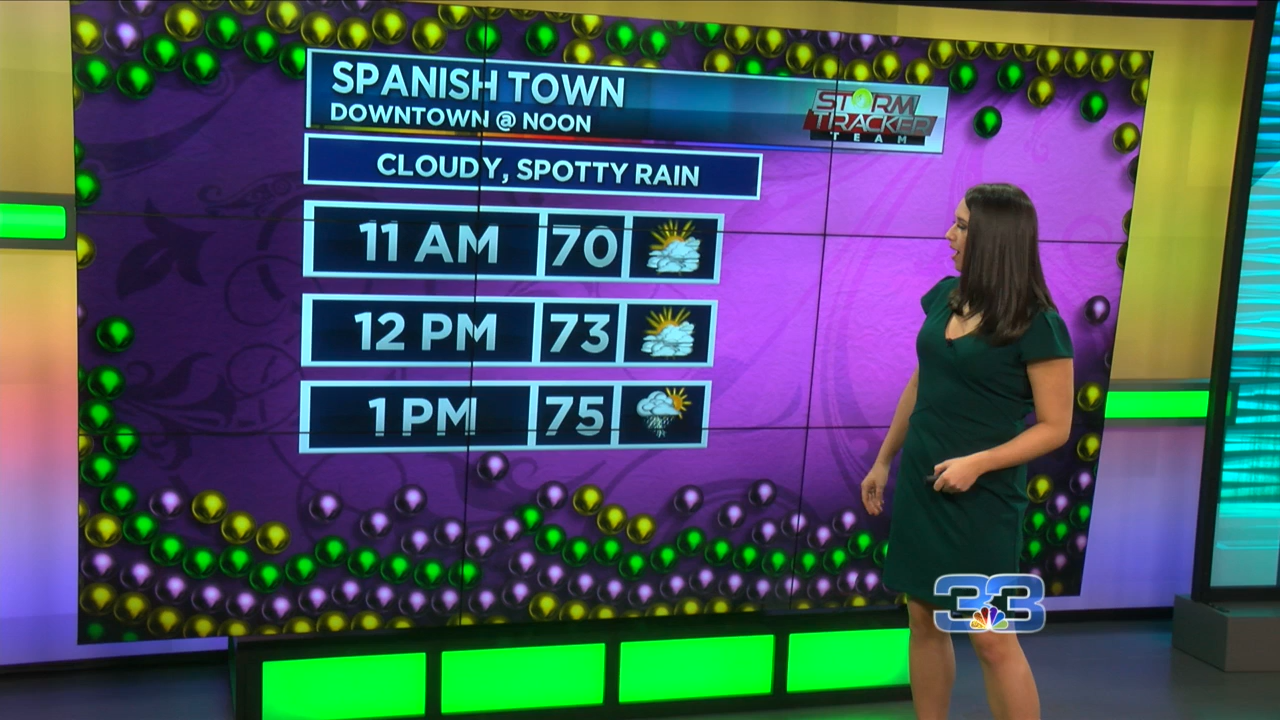 SPANISH TOWN
DOWNTOWN @ NOON
STORM
TRACKER
TEAM
CLOUDY, SPOTTY RAIN
11 AM 70
12 PM 73
1 PM 75
33